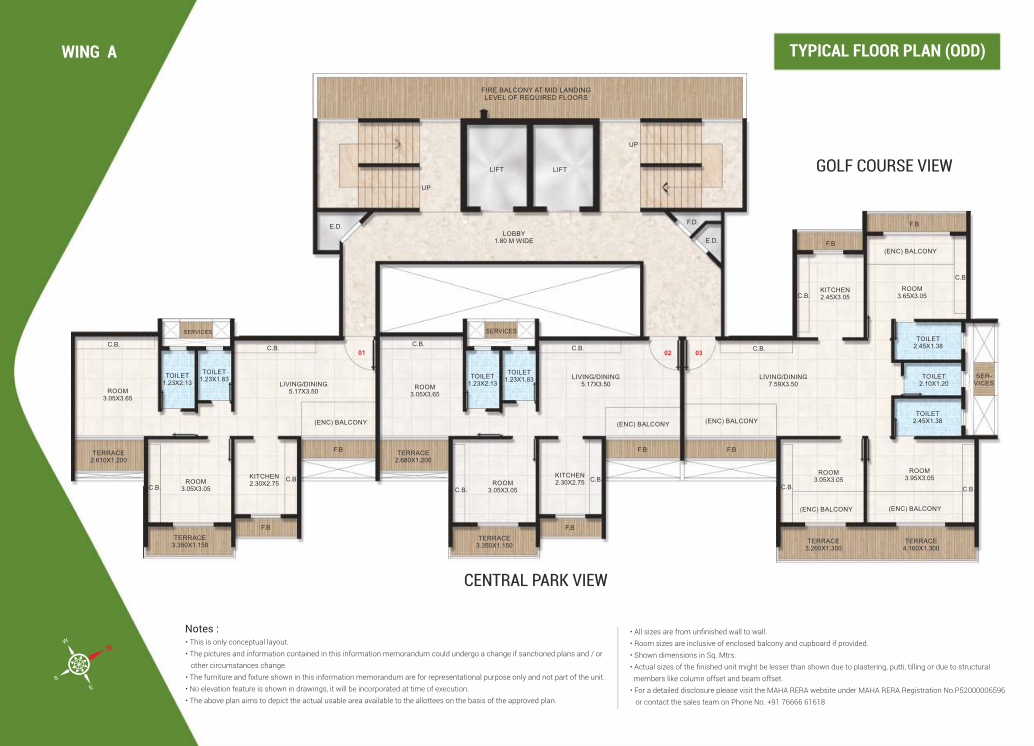 WING A
TYPICAL FLOOR PLAN (ODD)
FIRE BALCONY AT MID LANDING
LEVEL OF REQUIRED FLOORS
UP
LIFT
LIFT
UP
GOLF COURSE VIEW
E.D.
LOBBY
1.80 M WIDE
F.D.
E.D.
F.B
F.B
(ENC) BALCONY
C.B.
KITCHEN
2.45X3.05
C.B.
ROOM
3.65X3.05
SERVICES
SERVICES
C.B.
C.B.
01
C.B.
C.B.
02
03
C.B.
TOILET
2.45X1.38
TOILET
1.23X2.13
TOILET
1.23X1.83
LIVING/DINING
5.17X3.50
ROOM
3.05X3.65
ROOM
3.05X3.65
TOILET
1.23X2.13
TOILET
1.23X1.83
LIVING/DINING
5.17X3.50
LIVING/DINING
7.59X3.50
TOILET
2.10X1.20
SER-
VICES
TOILET
2.45X1.38
(ENC) BALCONY
(ENC) BALCONY
(ENC) BALCONY
TERRACE
2.610X1.200
F.B
TERRACE
2.680X1.200
F.B
F.B
C.B.
ROOM
3.05X3.05
KITCHEN
2.30X2.75
C.B.
C.B.
ROOM
3.05X3.05
KITCHEN
2.30X2.75
C.B.
C.B.
ROOM
3.05X3.05
ROOM
3.95X3.05
C.B.
(ENC) BALCONY
(ENC) BALCONY
F.B
F.B
TERRACE
3.350X1.150
TERRACE
3.350X1.150
TERRACE
3.260X1.300
TERRACE
4.160X1.300
CENTRAL PARK VIEW
W
N
S
E
Notes :
• This is only conceptual layout.
• The pictures and information contained in this information memorandum could undergo a change if sanctioned plans and / or
other circumstances change.
• The furniture and fixture shown in this information memorandum are for representational purpose only and not part of the unit.
• No elevation feature is shown in drawings, it will be incorporated at time of execution.
• The above plan aims to depict the actual usable area available to the allottees on the basis of the approved plan.
• All sizes are from unfinished wall to wall.
• Room sizes are inclusive of enclosed balcony and cupboard if provided.
• Shown dimensions in Sq. Mtrs.
• Actual sizes of the finished unit might be lesser than shown due to plastering, putti, tilling or due to structural
members like column offset and beam offset.
• For a detailed disclosure please visit the MAHA RERA website under MAHA RERA Registration No.P52000006596
or contact the sales team on Phone No. +91 76666 61618